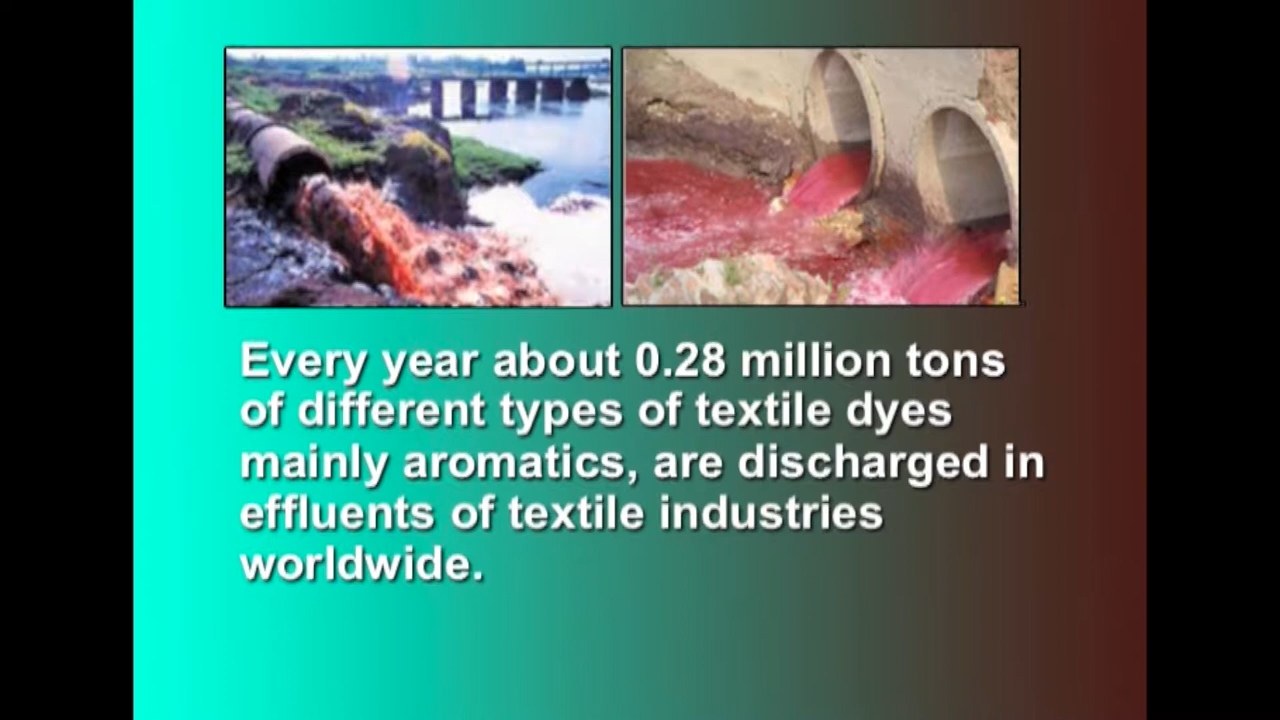 Every year about 0.28 million tons
of different types of textile dyes
mainly aromatics, are discharged in
effluents of textile industries
worldwide.